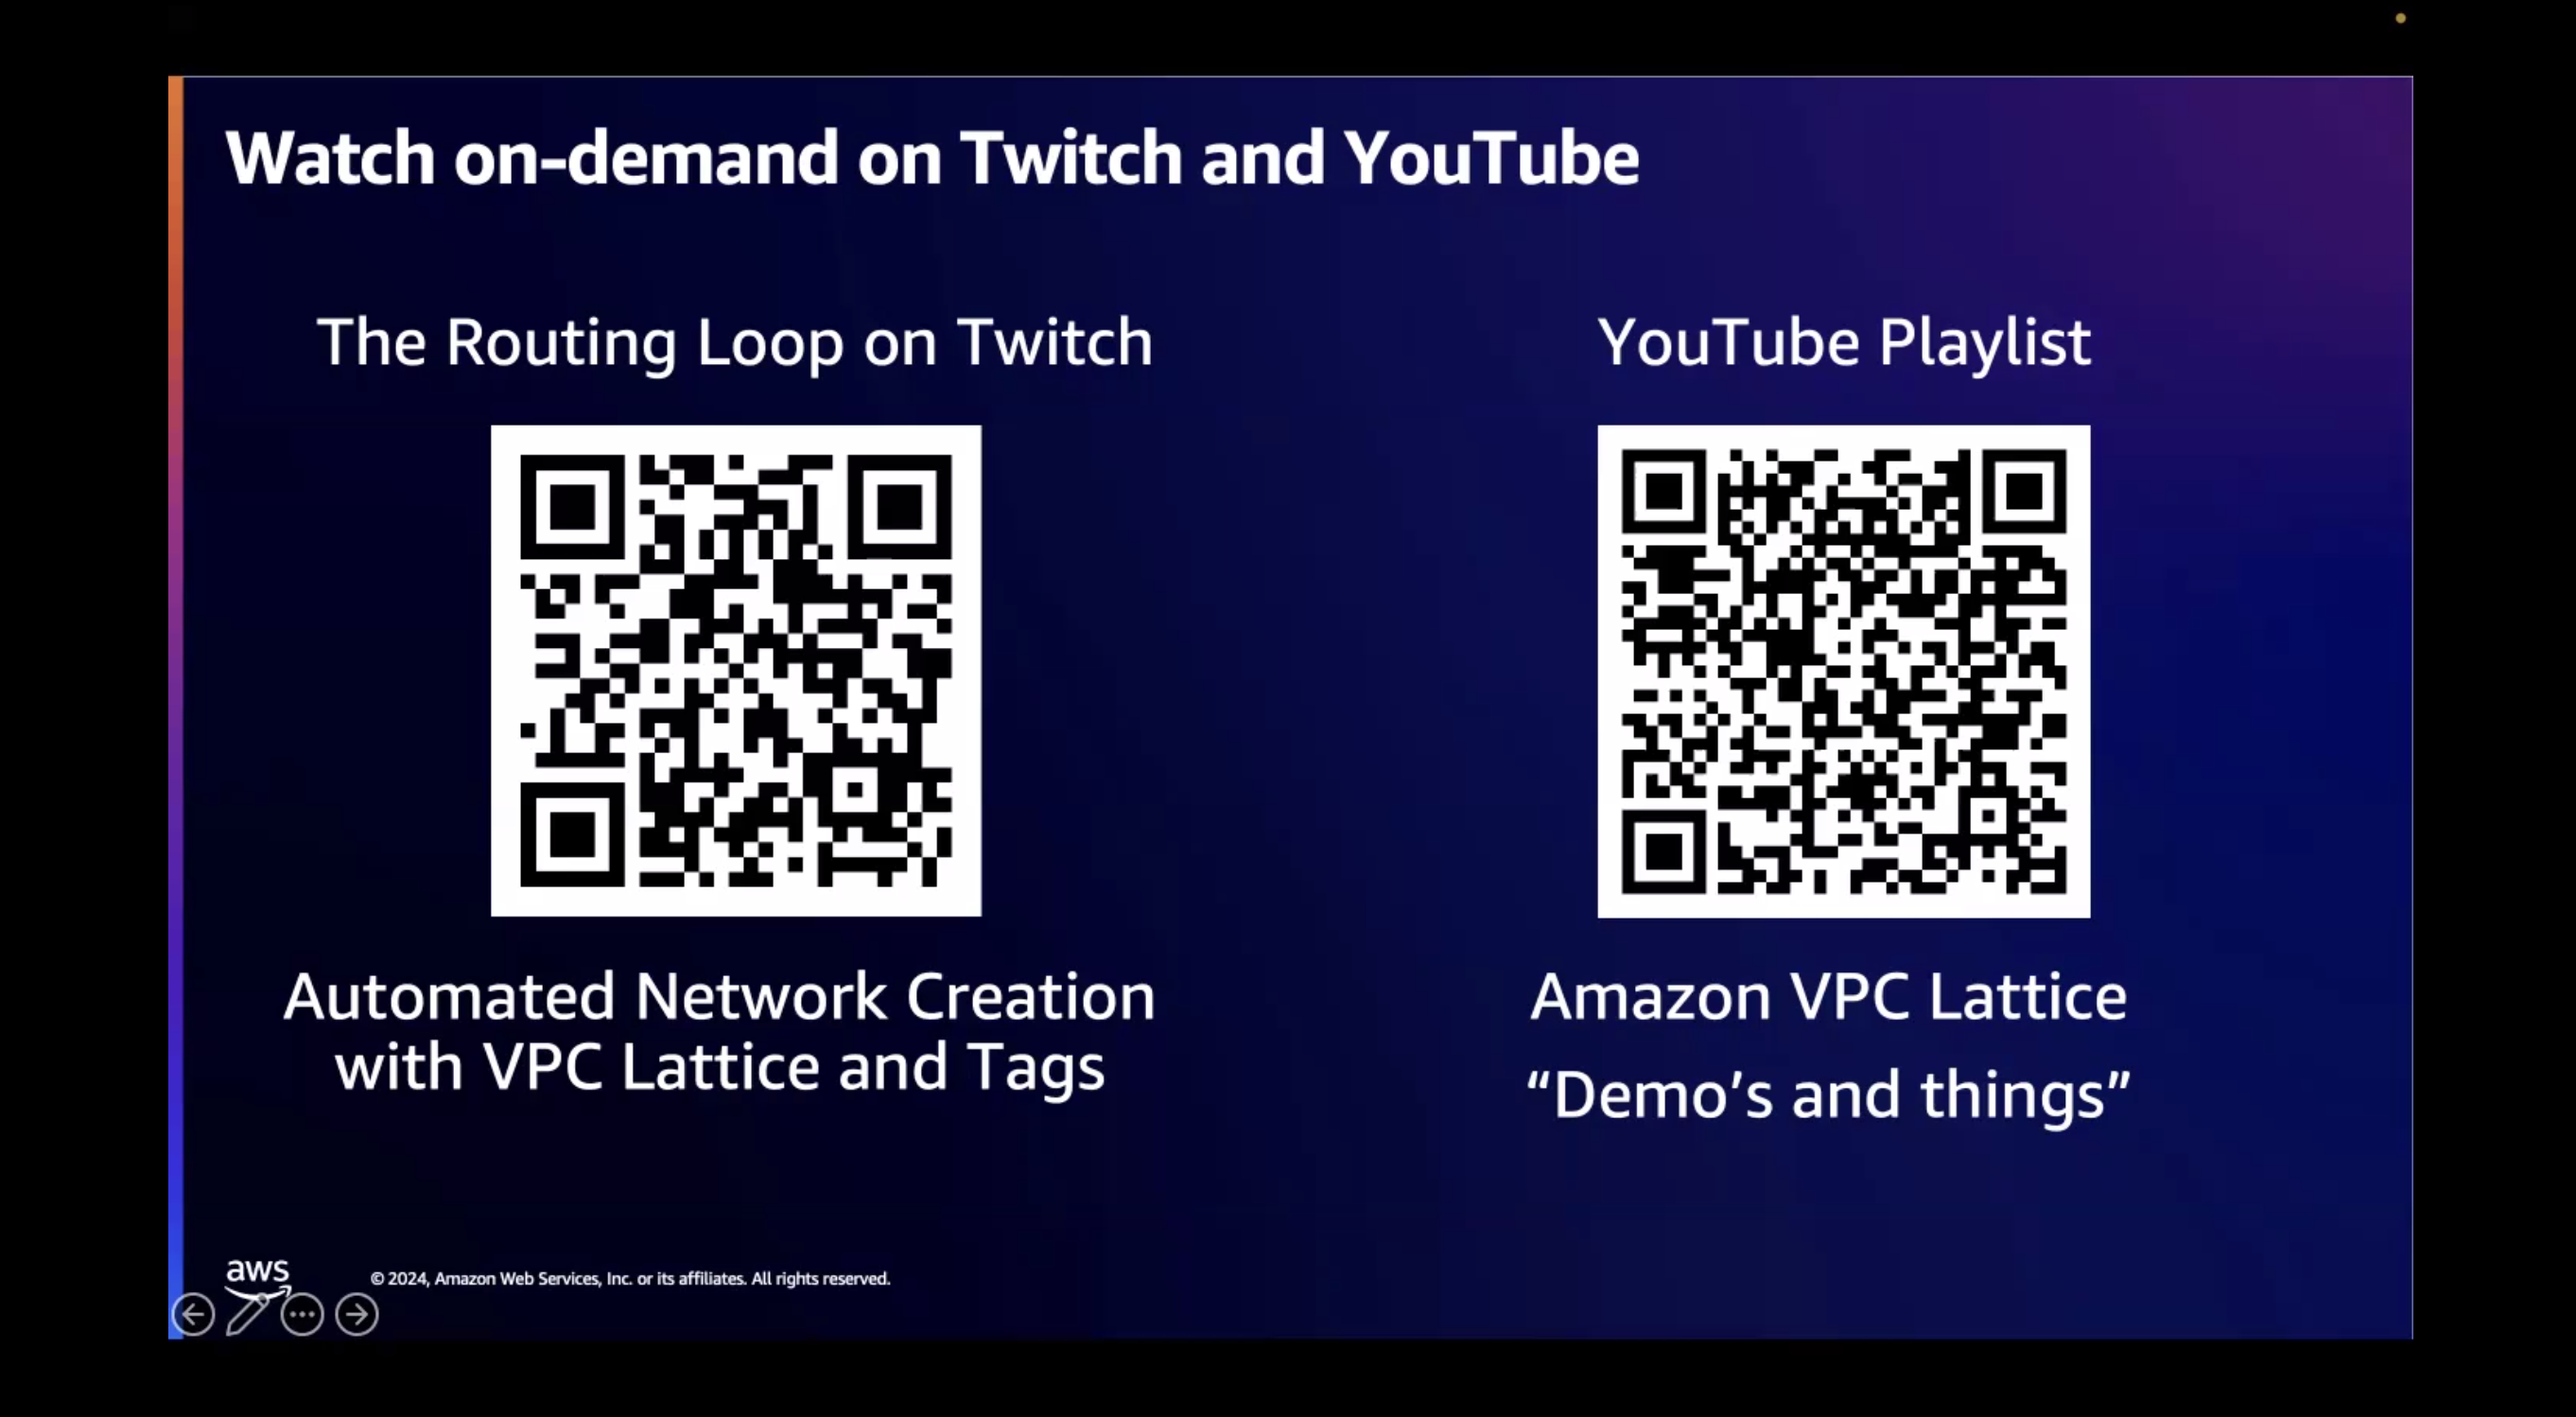 Watch on-demand on Twitch and YouTube
The Routing Loop on Twitch
YouTube Playlist
Automated Network Creation
with VPC Lattice and Tags
Amazon VPC Lattice
“Demo’s and things”
aws
© 2024, Amazon Web Services, Inc. or its affiliates. All rights reserved.